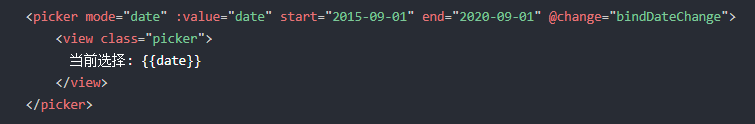 <picker mode="date" :value="date" start="2015-09-01" end="2020-09-01" @change="bindDateChange">
<view class="picker">
当前选择: {{date}}
</view>
</picker>